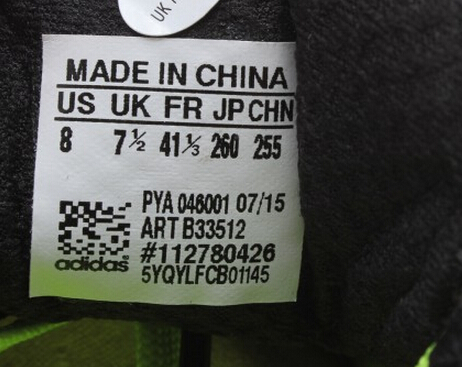 UK
MADE IN CHINA
US UK FR JP CHN
8 7½ 41⅓ 260 255
PYA 046001 07/15
ART B33512
#112780426
adidas 5YQYLFCB01145